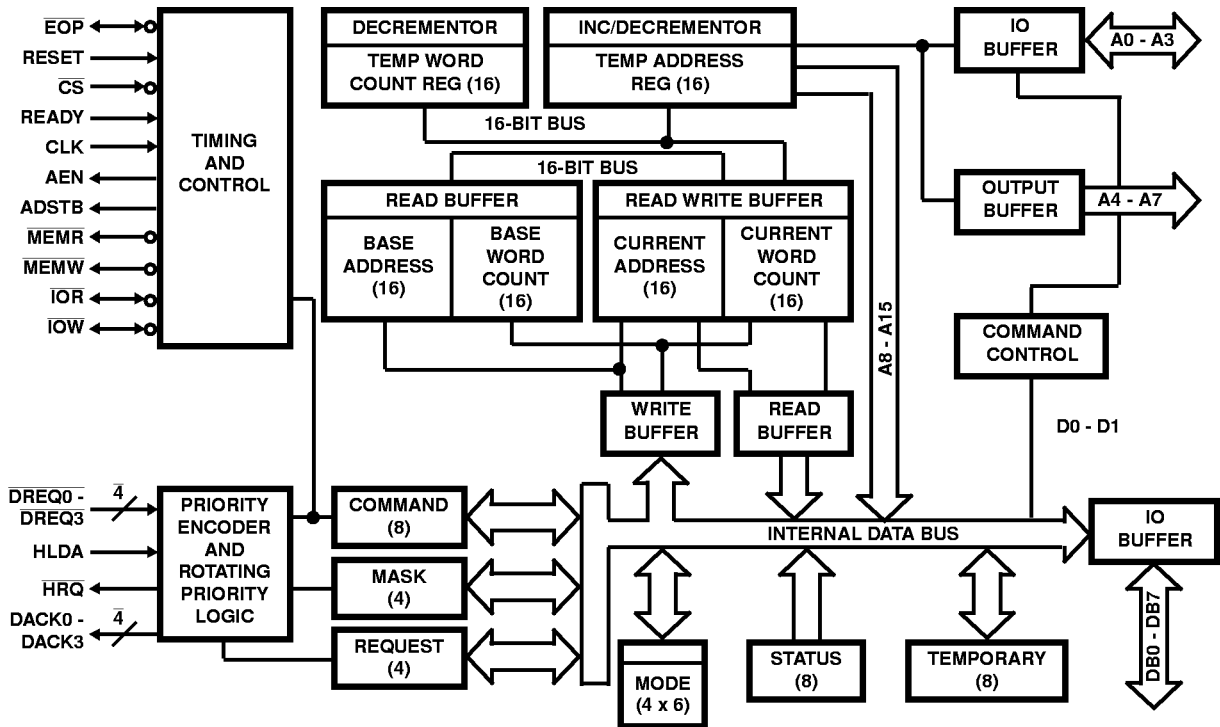 EOP
RESET
CS
READY
CLK
AEN
ADSTB
MEMR
MEMW
IOR
IOW
TIMING
AND
CONTROL
DECREMENTOR
TEMP WORD
COUNT REG (16)
INC/DECREMENTOR
TEMP ADDRESS
REG (16)
16-BIT BUS
16-BIT BUS
READ BUFFER
BASE
ADDRESS
(16)
BASE
WORD
COUNT
(16)
READ WRITE BUFFER
CURRENT
ADDRESS
(16)
CURRENT
WORD
COUNT
(16)
WRITE
BUFFER
READ
BUFFER
A8 - A15
IO
BUFFER
A0 - A3
OUTPUT
BUFFER
A4 - A7
COMMAND
CONTROL
D0 - D1
DREQ0 -
DREQ3
4
HLDA
HRQ
DACK0 -
DACK3
4
PRIORITY
ENCODER
AND
ROTATING
PRIORITY
LOGIC
COMMAND
(8)
MASK
(4)
REQUEST
(4)
INTERNAL DATA BUS
IO
BUFFER
MODE
(4 x 6)
STATUS
(8)
TEMPORARY
(8)
DB0 - DB7